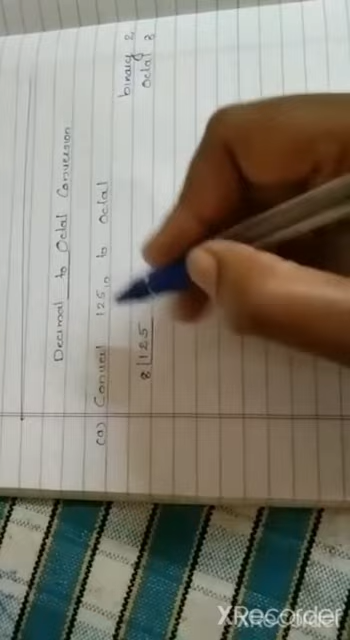 Decimal to Octal Conversion
binary 2
Octal 8
(a) Convert 125₁₀ to Octal
8 |125
XRecorder